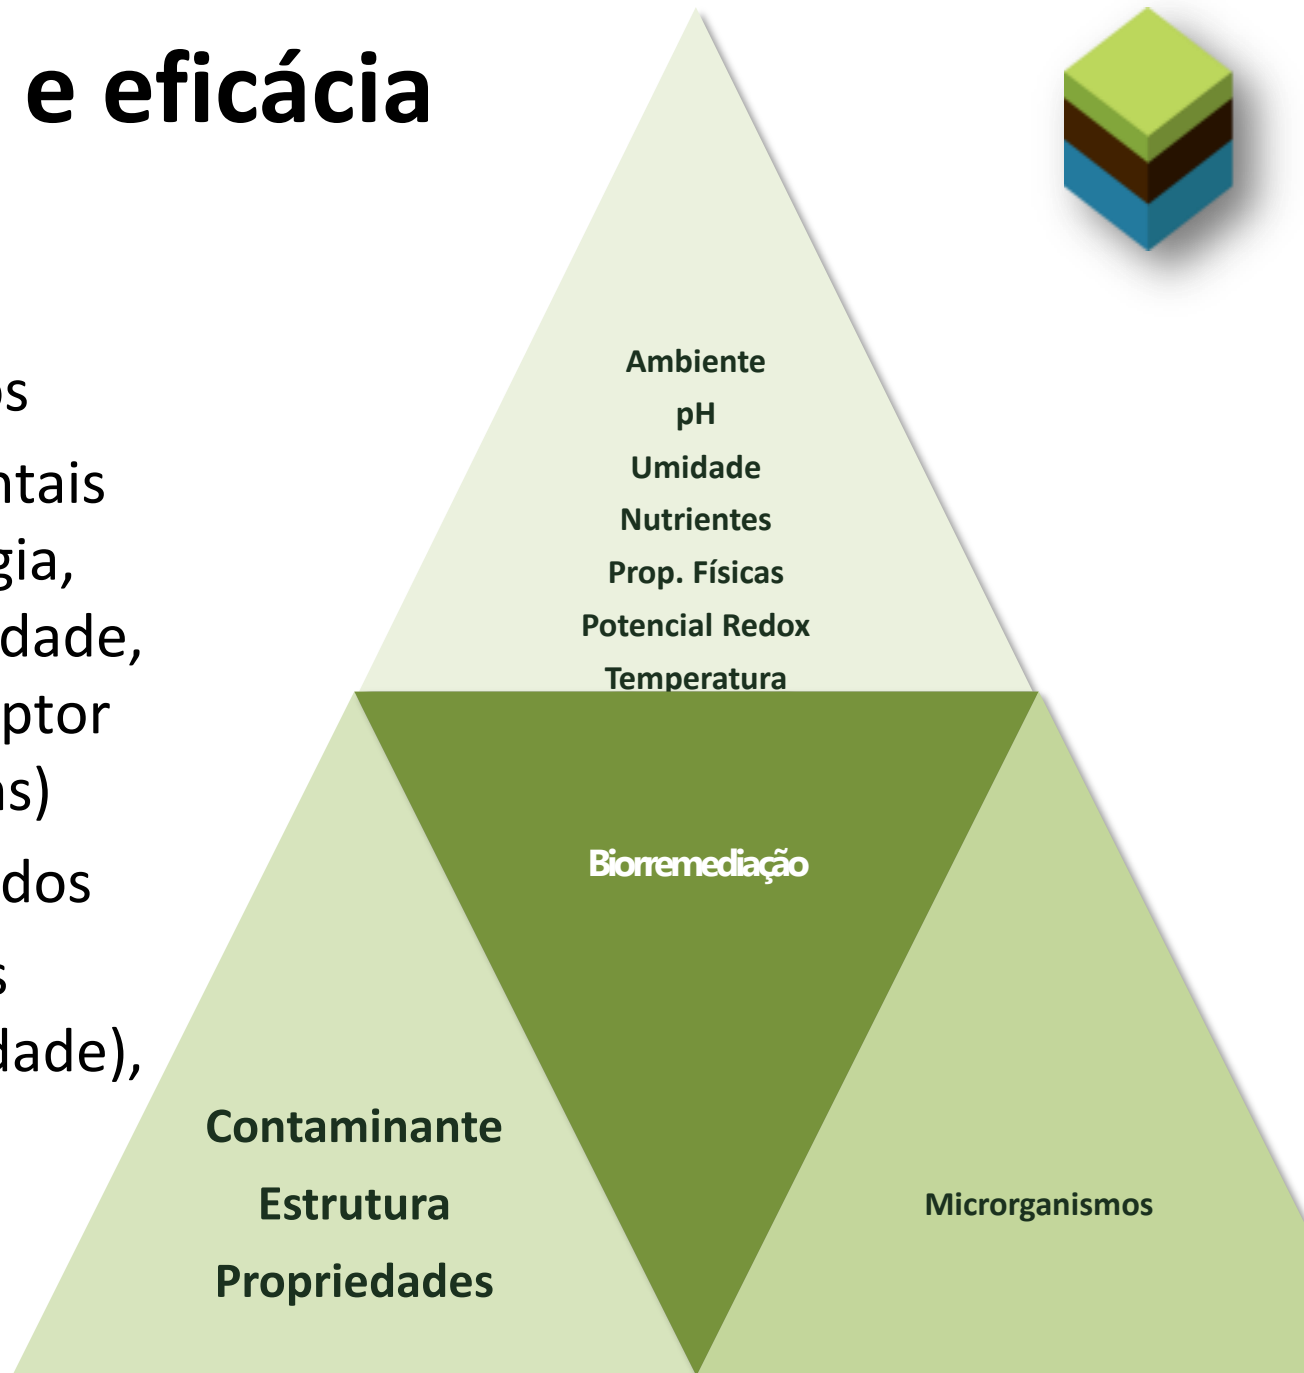 e eficácia
os
ntais
gia,
dade,
ptor
as)
dos
s
dade),
Ambiente
pH
Umidade
Nutrientes
Prop. Físicas
Potencial Redox
Temperatura
Biorremediação
Contaminante
Estrutura
Propriedades
Microrganismos